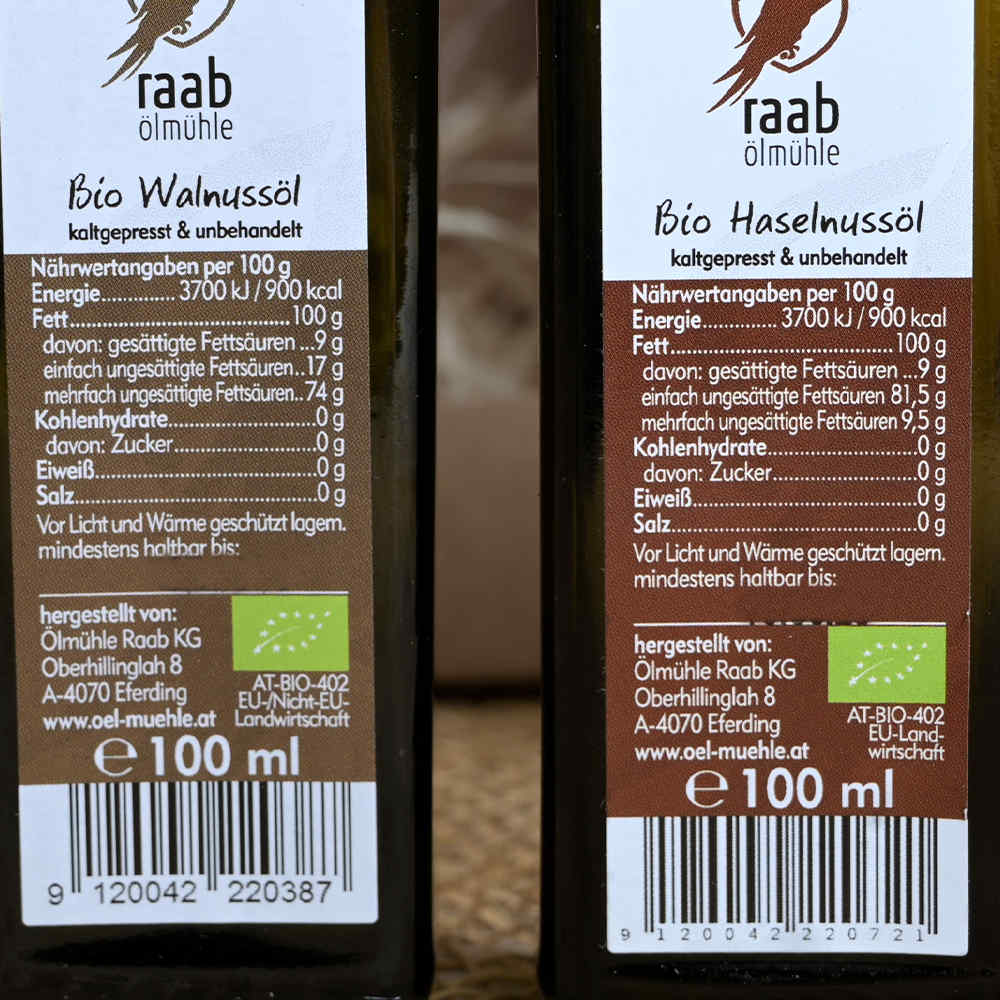 raab
ölmühle
Bio Walnussöl
kaltgepresst & unbehandelt
Nährwertangaben per 100 g
Energie.............. 3700 kJ / 900 kcal
Fett..........................................100 g
davon: gesättigte Fettsäuren ...9 g
einfach ungesättigte Fettsäuren..17 g
mehrfach ungesättigte Fettsäuren..74 g
Kohlenhydrate...........................0 g
davon: Zucker..........................0 g
Eiweiß.........................................0 g
Salz.............................................0 g
Vor Licht und Wärme geschützt lagern.
mindestens haltbar bis:
hergestellt von:
Ölmühle Raab KG
Oberhillinglah 8
A-4070 Eferding
www.oel-muehle.at
AT-BIO-402
EU-/Nicht-EU-
Landwirtschaft
℮ 100 ml
9 120042 220387
raab
ölmühle
Bio Haselnussöl
kaltgepresst & unbehandelt
Nährwertangaben per 100 g
Energie.............. 3700 kJ / 900 kcal
Fett..........................................100 g
davon: gesättigte Fettsäuren ...9 g
einfach ungesättigte Fettsäuren 81,5 g
mehrfach ungesättigte Fettsäuren 9,5 g
Kohlenhydrate...........................0 g
davon: Zucker..........................0 g
Eiweiß.........................................0 g
Salz.............................................0 g
Vor Licht und Wärme geschützt lagern.
mindestens haltbar bis:
hergestellt von:
Ölmühle Raab KG
Oberhillinglah 8
A-4070 Eferding
www.oel-muehle.at
AT-BIO-402
EU-Land-
wirtschaft
℮ 100 ml
9 120042 220721